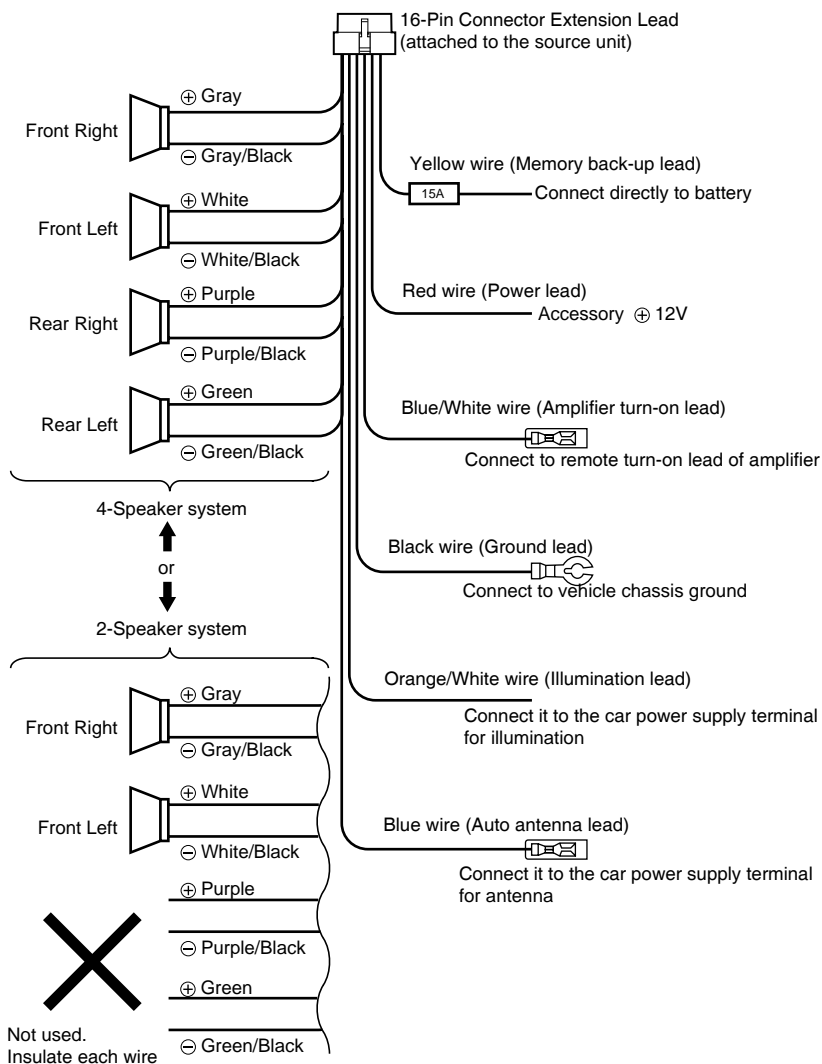 16-Pin Connector Extension Lead
(attached to the source unit)
⊕ Gray
Front Right
⊖ Gray/Black
⊕ White
Front Left
⊖ White/Black
⊕ Purple
Rear Right
⊖ Purple/Black
⊕ Green
Rear Left
⊖ Green/Black
4-Speaker system
or
2-Speaker system
⊕ Gray
Front Right
⊖ Gray/Black
⊕ White
Front Left
⊖ White/Black
⊕ Purple
⊖ Purple/Black
⊕ Green
⊖ Green/Black
Not used.
Insulate each wire
Yellow wire (Memory back-up lead)
15A
Connect directly to battery
Red wire (Power lead)
Accessory ⊕ 12V
Blue/White wire (Amplifier turn-on lead)
Connect to remote turn-on lead of amplifier
Black wire (Ground lead)
Connect to vehicle chassis ground
Orange/White wire (Illumination lead)
Connect it to the car power supply terminal
for illumination
Blue wire (Auto antenna lead)
Connect it to the car power supply terminal
for antenna